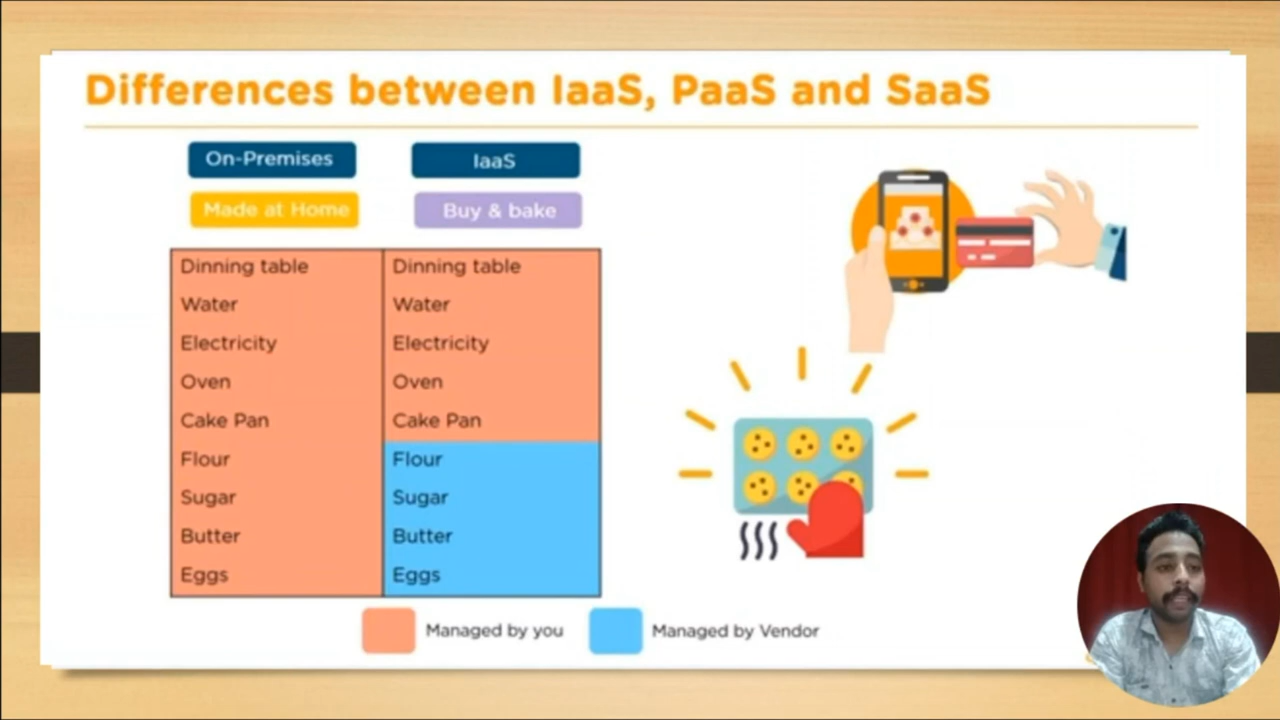 Differences between IaaS, PaaS and SaaS
On-Premises
IaaS
Made at Home
Buy & bake
Dinning table
Dinning table
Water
Water
Electricity
Electricity
Oven
Oven
Cake Pan
Cake Pan
Flour
Flour
Sugar
Sugar
Butter
Butter
Eggs
Eggs
Managed by you
Managed by Vendor